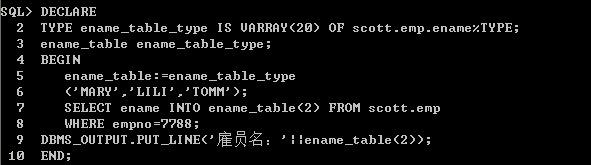 SQL> DECLARE
  2  TYPE ename_table_type IS VARRAY(20) OF scott.emp.ename%TYPE;
  3  ename_table ename_table_type;
  4  BEGIN
  5     ename_table:=ename_table_type
  6     ('MARY','LILI','TOMM');
  7     SELECT ename INTO ename_table(2) FROM scott.emp
  8     WHERE empno=7788;
  9  DBMS_OUTPUT.PUT_LINE('雇员名：'||ename_table(2));
 10  END;